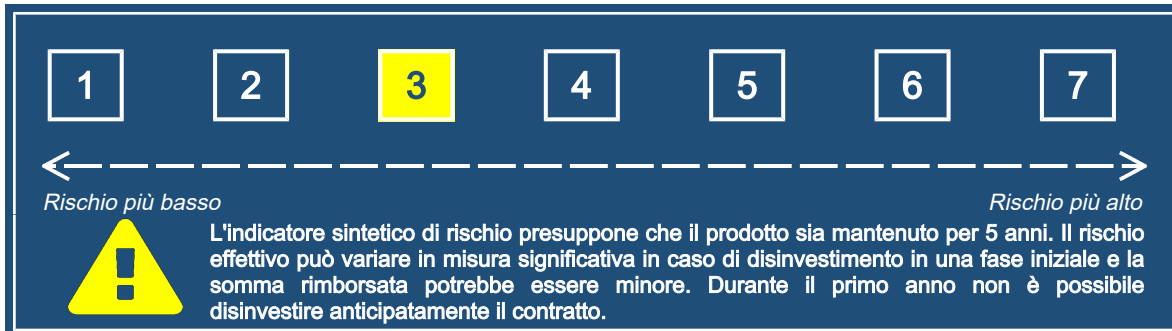 1 2 3 4 5 6 7
Rischio più basso Rischio più alto
L'indicatore sintetico di rischio presuppone che il prodotto sia mantenuto per 5 anni. Il rischio
effettivo può variare in misura significativa in caso di disinvestimento in una fase iniziale e la
somma rimborsata potrebbe essere minore. Durante il primo anno non è possibile
disinvestire anticipatamente il contratto.